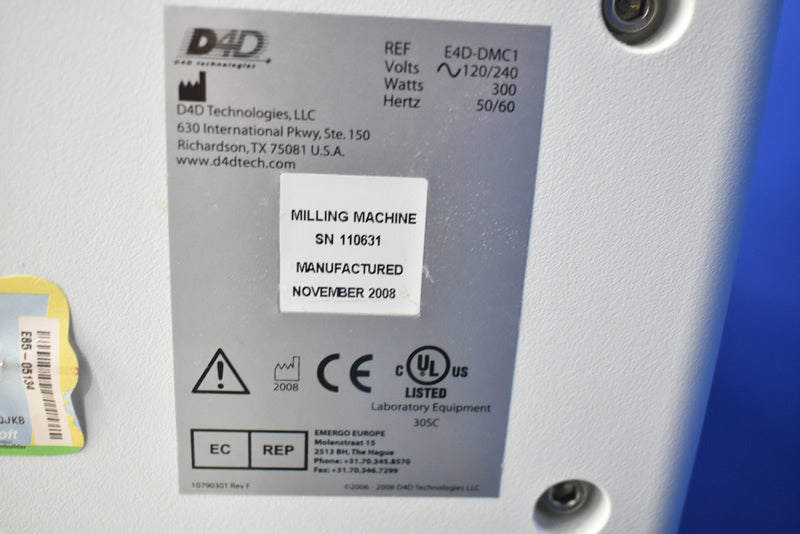 D4D
D4D technologies
D4D Technologies, LLC
630 International Pkwy, Ste. 150
Richardson, TX 75081 U.S.A.
www.d4dtech.com
REF E4D-DMC1
Volts 120/240
Watts 300
Hertz 50/60
MILLING MACHINE
SN 110631
MANUFACTURED
NOVEMBER 2008
2008
CE
C UL US
LISTED
Laboratory Equipment
30SC
EC REP
EMERGO EUROPE
Molenstraat 15
2513 BH, The Hague
Phone: +31.70.345.8570
Fax: +31.70.346.7299
10790301 Rev F
©2006 - 2008 D4D Technologies LLC
E85-05134
QJKB